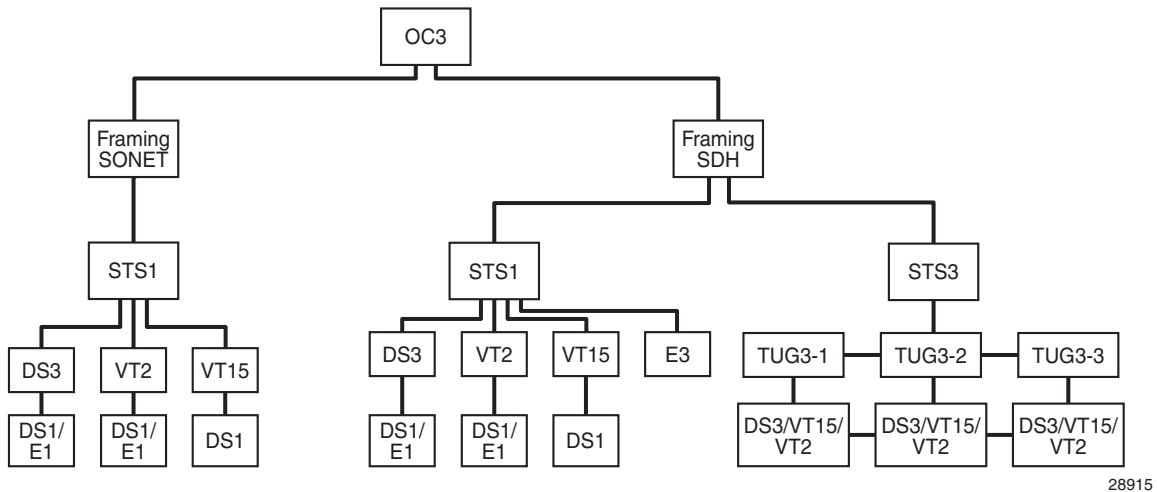 OC3
Framing
SONET
Framing
SDH
STS1
STS1
STS3
DS3
VT2
VT15
DS3
VT2
VT15
E3
TUG3-1
TUG3-2
TUG3-3
DS1/
E1
DS1/
E1
DS1
DS1/
E1
DS1/
E1
DS1
DS3/VT15/
VT2
DS3/VT15/
VT2
DS3/VT15/
VT2
28915